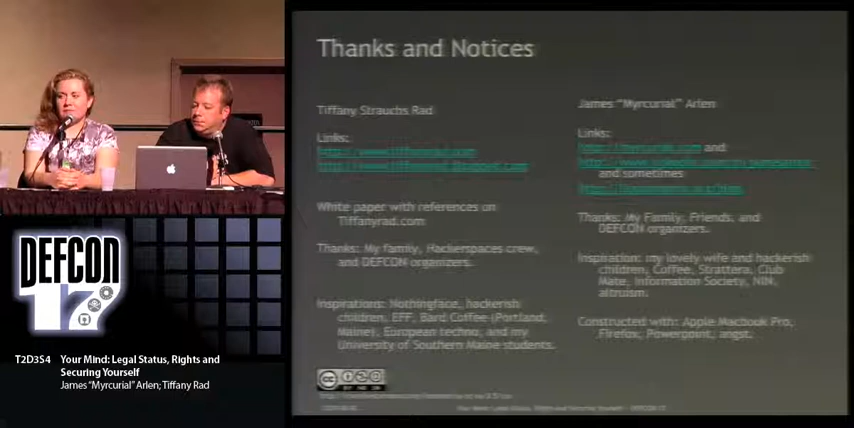 Thanks and Notices
Tiffany Strauchs Rad
Links:
White paper with references on
Tiffanyrad.com
Thanks: My family, Hackerspaces crew,
and DEFCON organizers.
Inspirations: Nothingface, hackerish
children, EFF, Bard Coffee (Portland,
Maine), European techno, and my
University of Southern Maine students.
James "Myrcurial" Arlen
Links:
and
and sometimes
Thanks: My Family, Friends, and
DEFCON organizers.
Inspiration: my lovely wife and hackerish
children, Coffee, Strattera, Club
Mate, Information Society, NIN,
altruism.
Constructed with: Apple Macbook Pro,
Firefox, Powerpoint, angst.
cc
DEFCON
17
T2D3S4 Your Mind: Legal Status, Rights and
Securing Yourself
James "Myrcurial" Arlen; Tiffany Rad